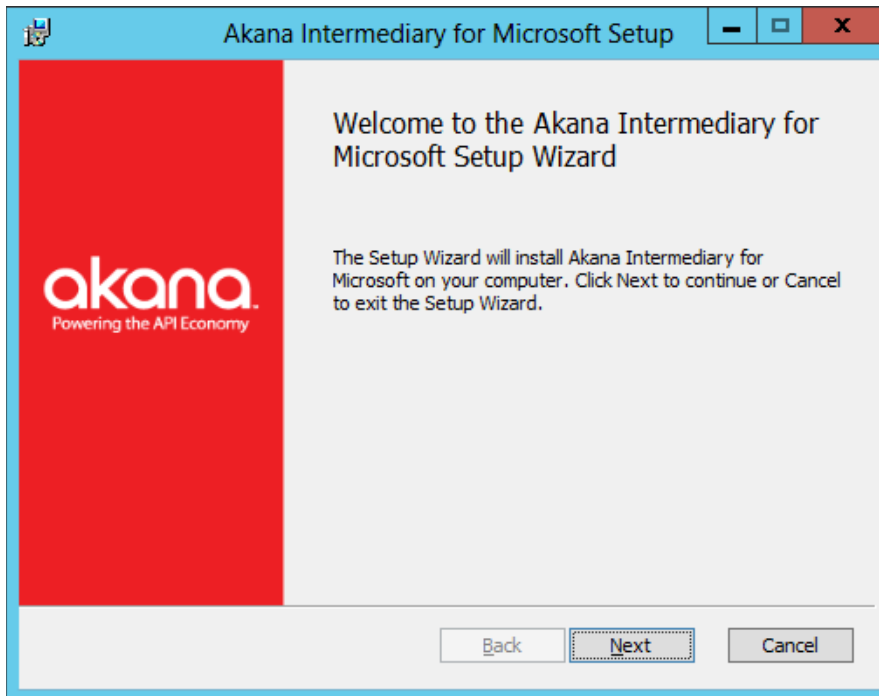 Akana Intermediary for Microsoft Setup
Welcome to the Akana Intermediary for
Microsoft Setup Wizard
The Setup Wizard will install Akana Intermediary for
Microsoft on your computer. Click Next to continue or Cancel
to exit the Setup Wizard.
akana.
Powering the API Economy
Back Next Cancel